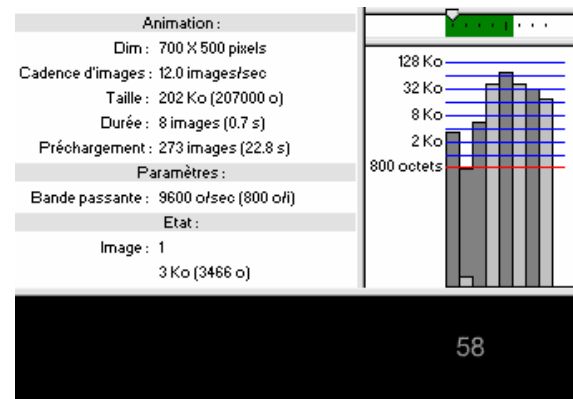 Animation :
Dim : 700 X 500 pixels
Cadence d'images : 12.0 images/sec
Taille : 202 Ko (207000 o)
Durée : 8 images (0.7 s)
Préchargement : 273 images (22.8 s)
Paramètres :
Bande passante : 9600 o/sec (800 o/i)
Etat :
Image : 1
3 Ko (3466 o)
128 Ko
32 Ko
8 Ko
2 Ko
800 octets
58